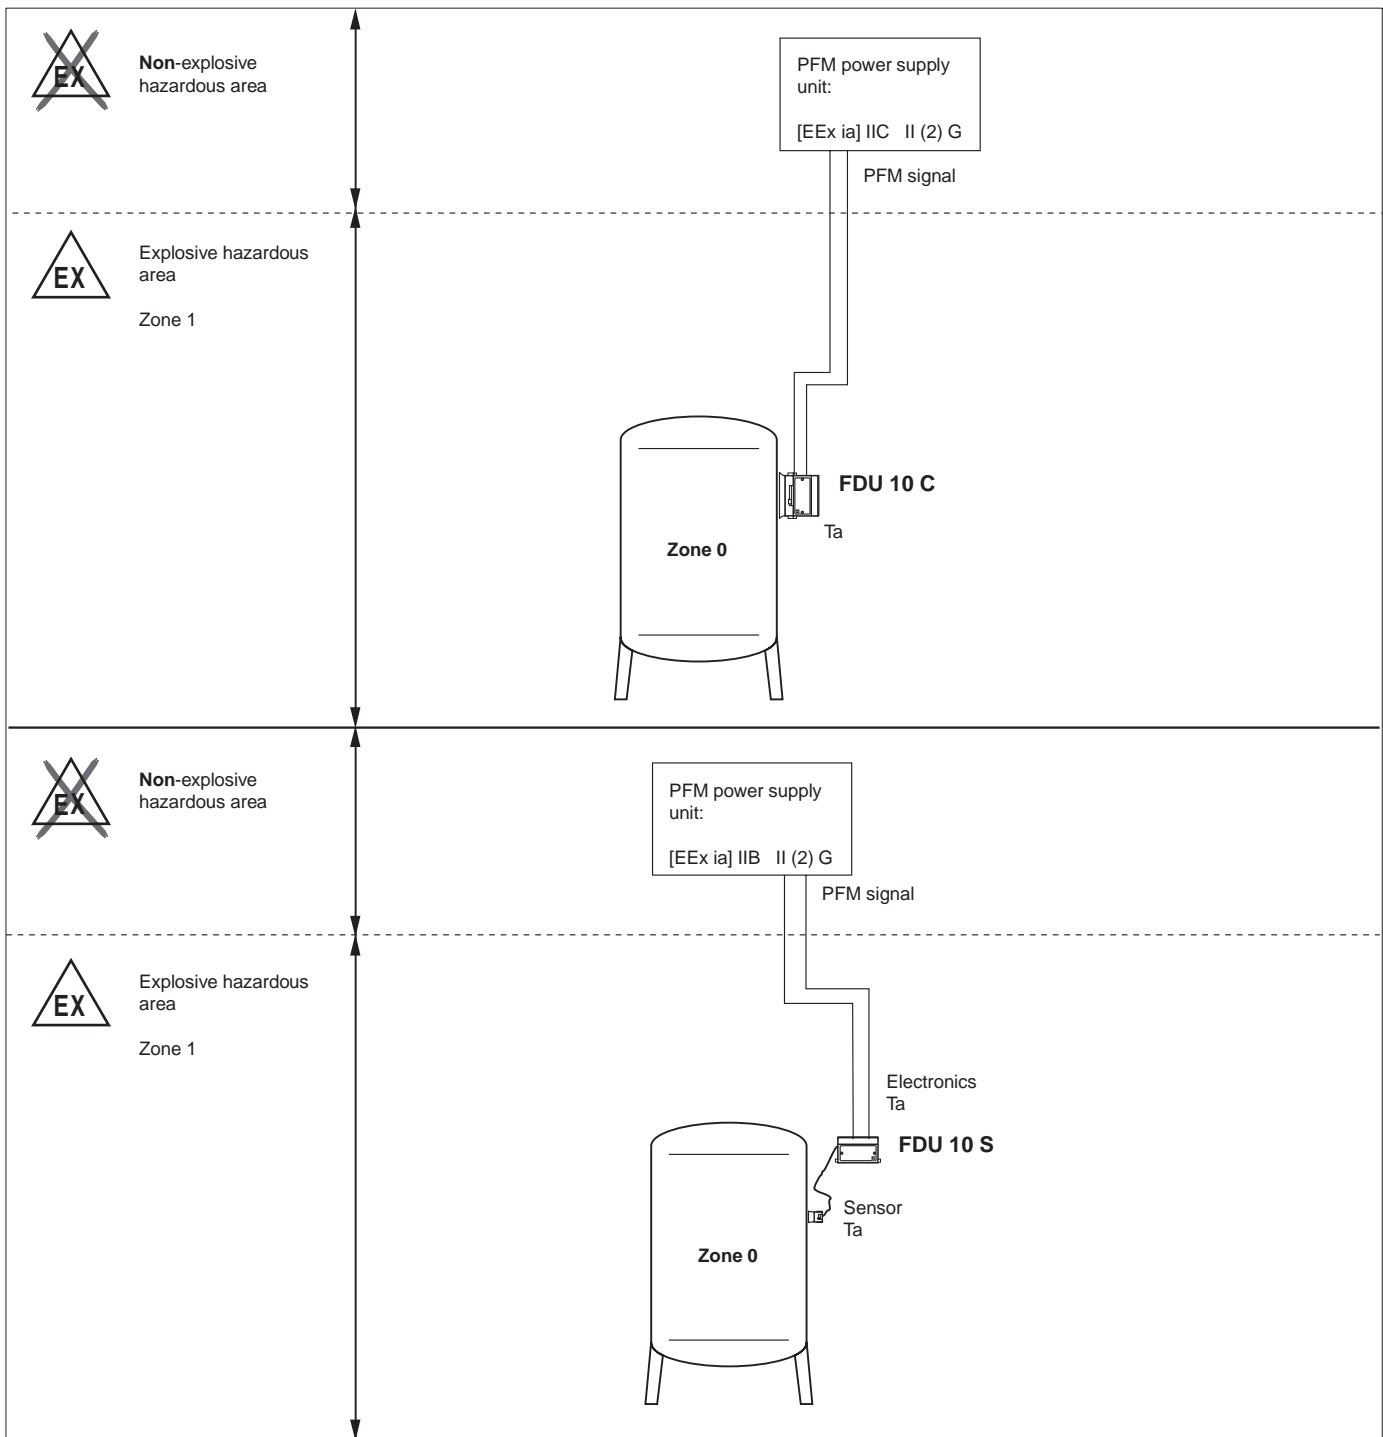 EX
Non-explosive
hazardous area
PFM power supply
unit:
[EEx ia] IIC II (2) G
PFM signal
EX
Explosive hazardous
area
Zone 1
FDU 10 C
Ta
Zone 0
EX
Non-explosive
hazardous area
PFM power supply
unit:
[EEx ia] IIB II (2) G
PFM signal
EX
Explosive hazardous
area
Zone 1
Electronics
Ta
FDU 10 S
Sensor
Ta
Zone 0